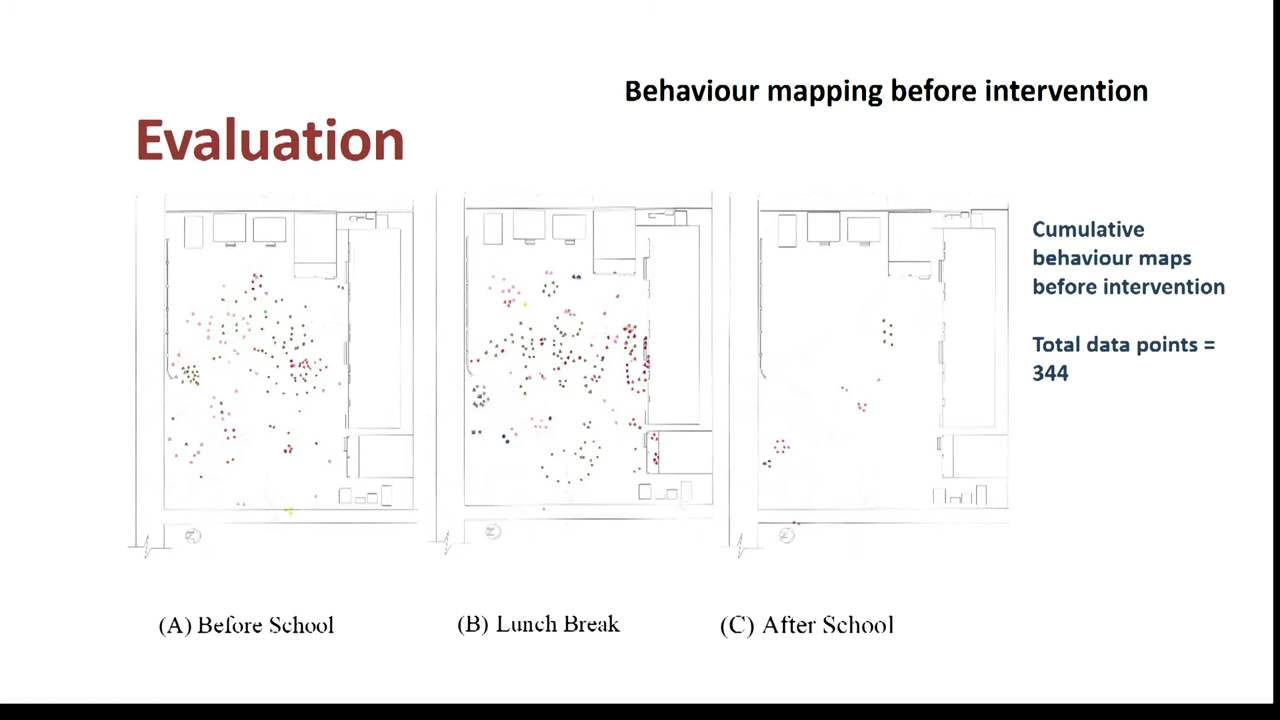 Behaviour mapping before intervention
Evaluation
Cumulative
behaviour maps
before intervention
Total data points =
344
(A) Before School
(B) Lunch Break
(C) After School